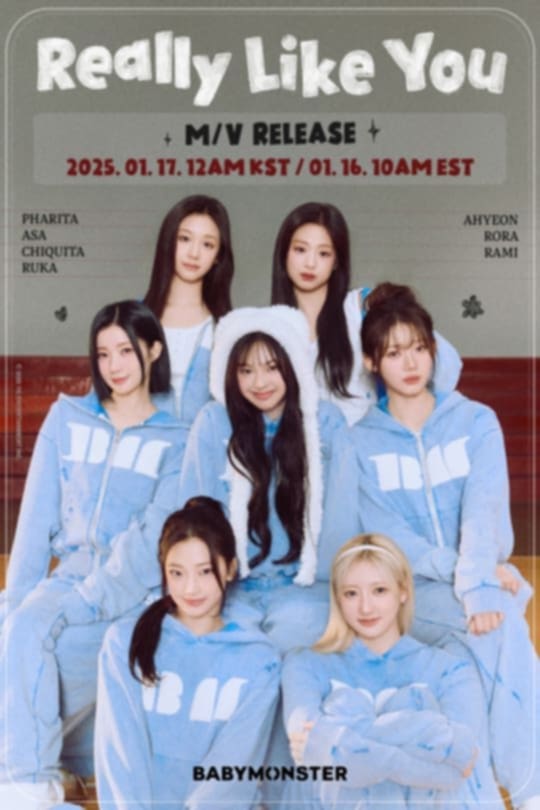 Really Like You
M/V RELEASE
2025. 01. 17. 12AM KST / 01. 16. 10AM EST
PHARITA
ASA
CHIQUITA
RUKA
AHYEON
RORA
RAMI
BABYMONSTER